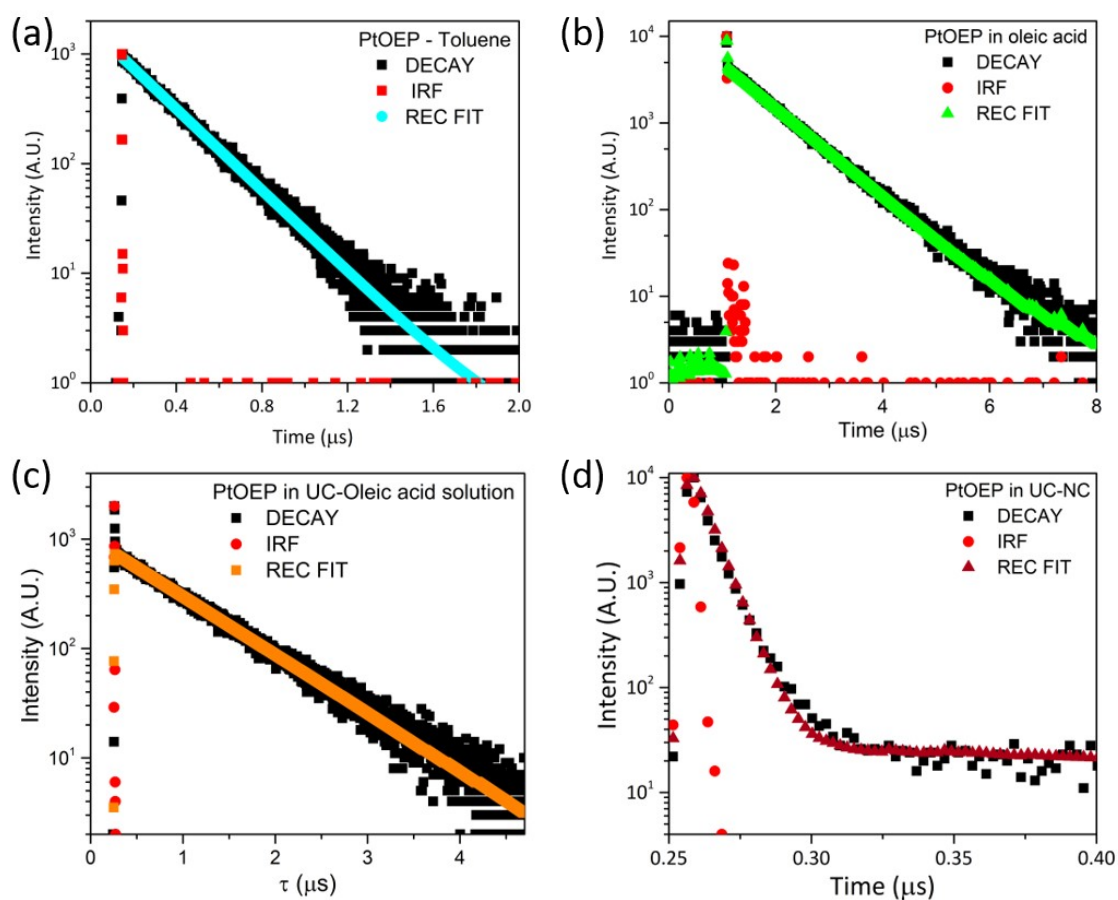 (a)
PtOEP - Toluene
DECAY
IRF
REC FIT
10³
10²
10¹
10⁰
Intensity (A.U.)
0.0 0.4 0.8 1.2 1.6 2.0
Time (μs)
(b)
PtOEP in oleic acid
DECAY
IRF
REC FIT
10⁴
10³
10²
10¹
10⁰
Intensity (A.U.)
0 2 4 6 8
Time (μs)
(c)
PtOEP in UC-Oleic acid solution
DECAY
IRF
REC FIT
10³
10²
10¹
Intensity (A.U.)
0 1 2 3 4
τ (μs)
(d)
PtOEP in UC-NC
DECAY
IRF
REC FIT
10⁴
10³
10²
10¹
Intensity (A.U.)
0.25 0.30 0.35 0.40
Time (μs)